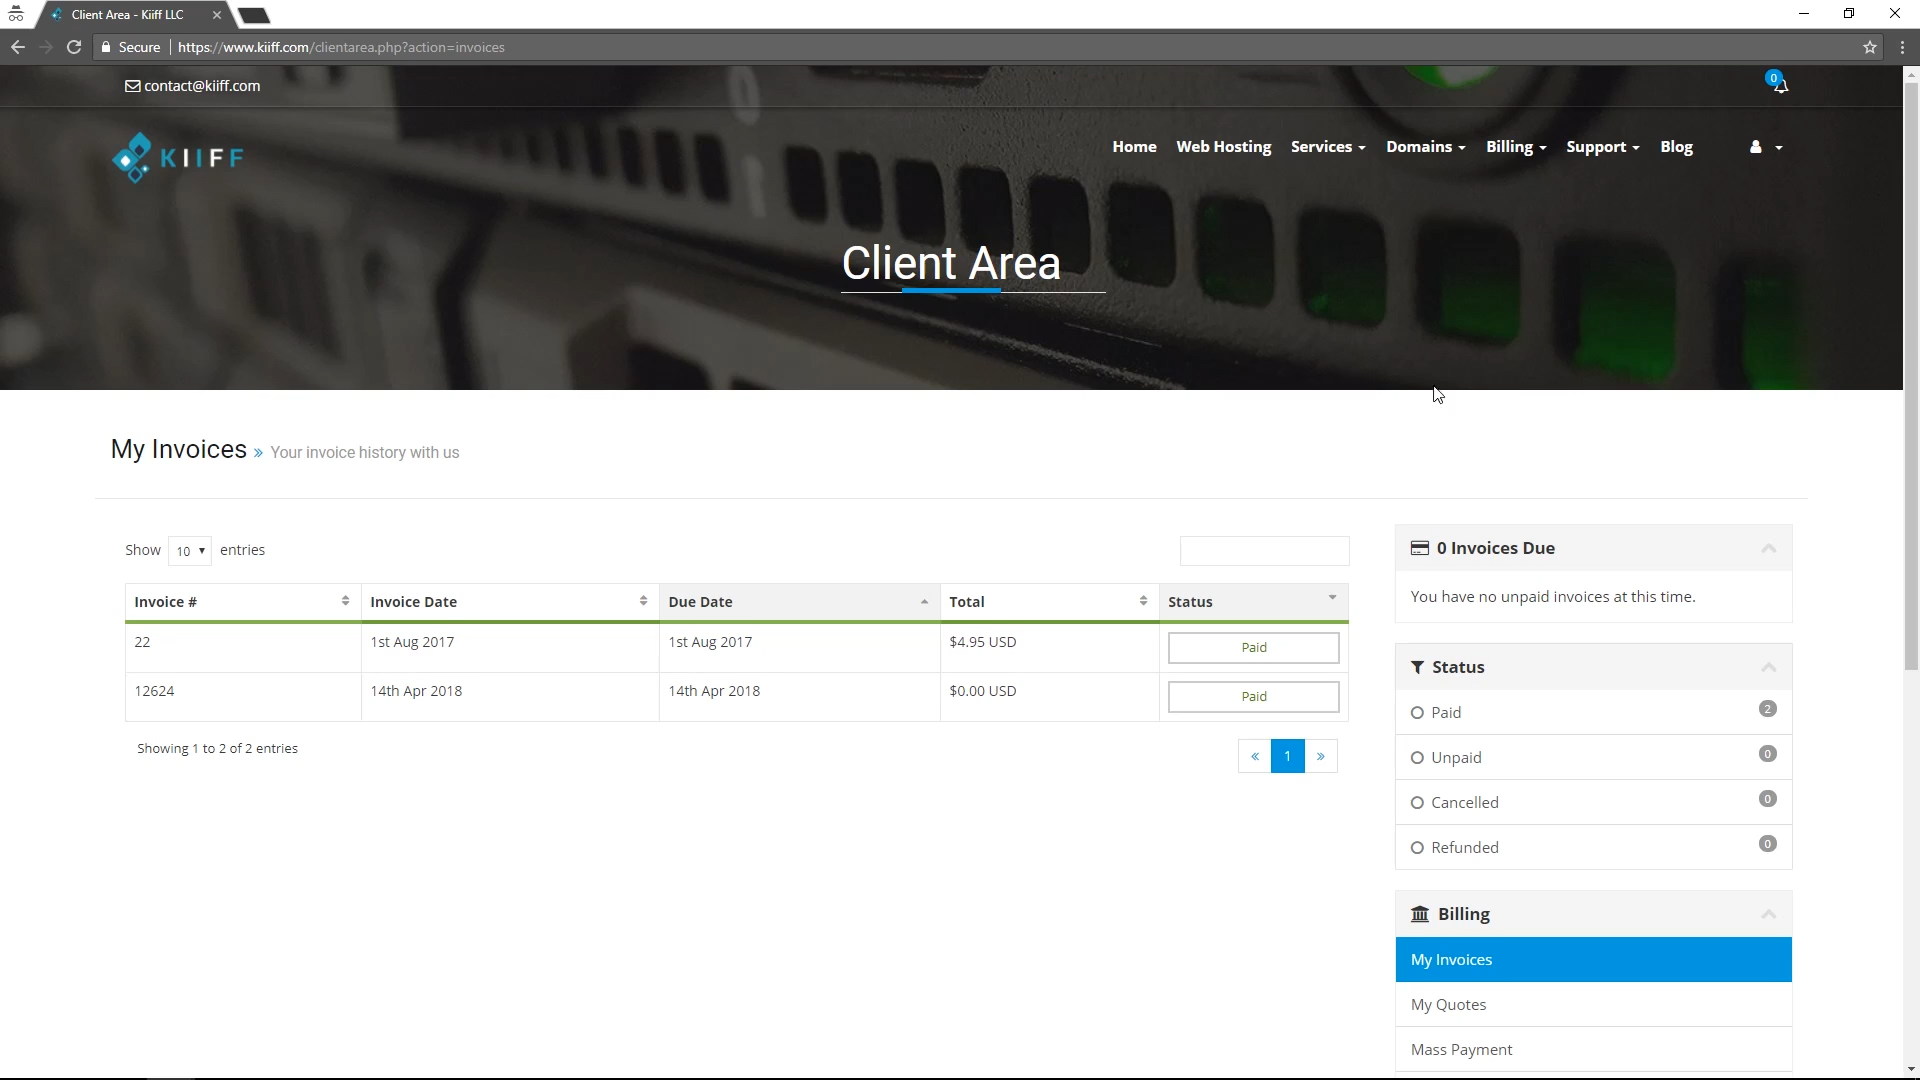 Client Area - Kiiff LLC
Secure https://www.kiiff.com/clientarea.php?action=invoices
contact@kiiff.com
0
KIIFF
Home Web Hosting Services Domains Billing Support Blog
Client Area
My Invoices » Your invoice history with us
Show 10 entries
Invoice # Invoice Date Due Date Total Status
22 1st Aug 2017 1st Aug 2017 $4.95 USD Paid
12624 14th Apr 2018 14th Apr 2018 $0.00 USD Paid
Showing 1 to 2 of 2 entries
« 1 »
0 Invoices Due
You have no unpaid invoices at this time.
Status
Paid 2
Unpaid 0
Cancelled 0
Refunded 0
Billing
My Invoices
My Quotes
Mass Payment